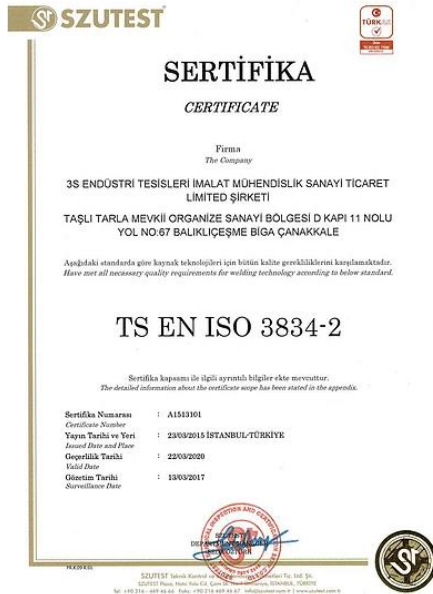 SZUTEST
TÜRKAK
SERTİFİKA
CERTIFICATE
Firma
The Company
3S ENDÜSTRİ TESİSLERİ İMALAT MÜHENDİSLİK SANAYİ TİCARET
LİMİTED ŞİRKETİ
TAŞLI TARLA MEVKİİ ORGANİZE SANAYİ BÖLGESİ D KAPI 11 NOLU
YOL NO:67 BALIKLIÇEŞME BİGA ÇANAKKALE
Aşağıdaki standarda göre kaynak teknolojileri için bütün kalite gerekliliklerini karşılamaktadır.
Have met all necassary quality requirements for welding technology according to below standard.
TS EN ISO 3834-2
Sertifika kapsamı ile ilgili ayrıntılı bilgiler ekte mevcuttur.
The detailed information about the certificate scope has been stated in the appendix.
Sertifika Numarası : A1513101
Certificate Number
Yayın Tarihi ve Yeri : 23/03/2015 İSTANBUL-TÜRKİYE
Issued Date and Place
Geçerlilik Tarihi : 22/03/2020
Valid Date
Gözetim Tarihi : 13/03/2017
Surveillance Date
SZUTEST Teknik Kontrol ve